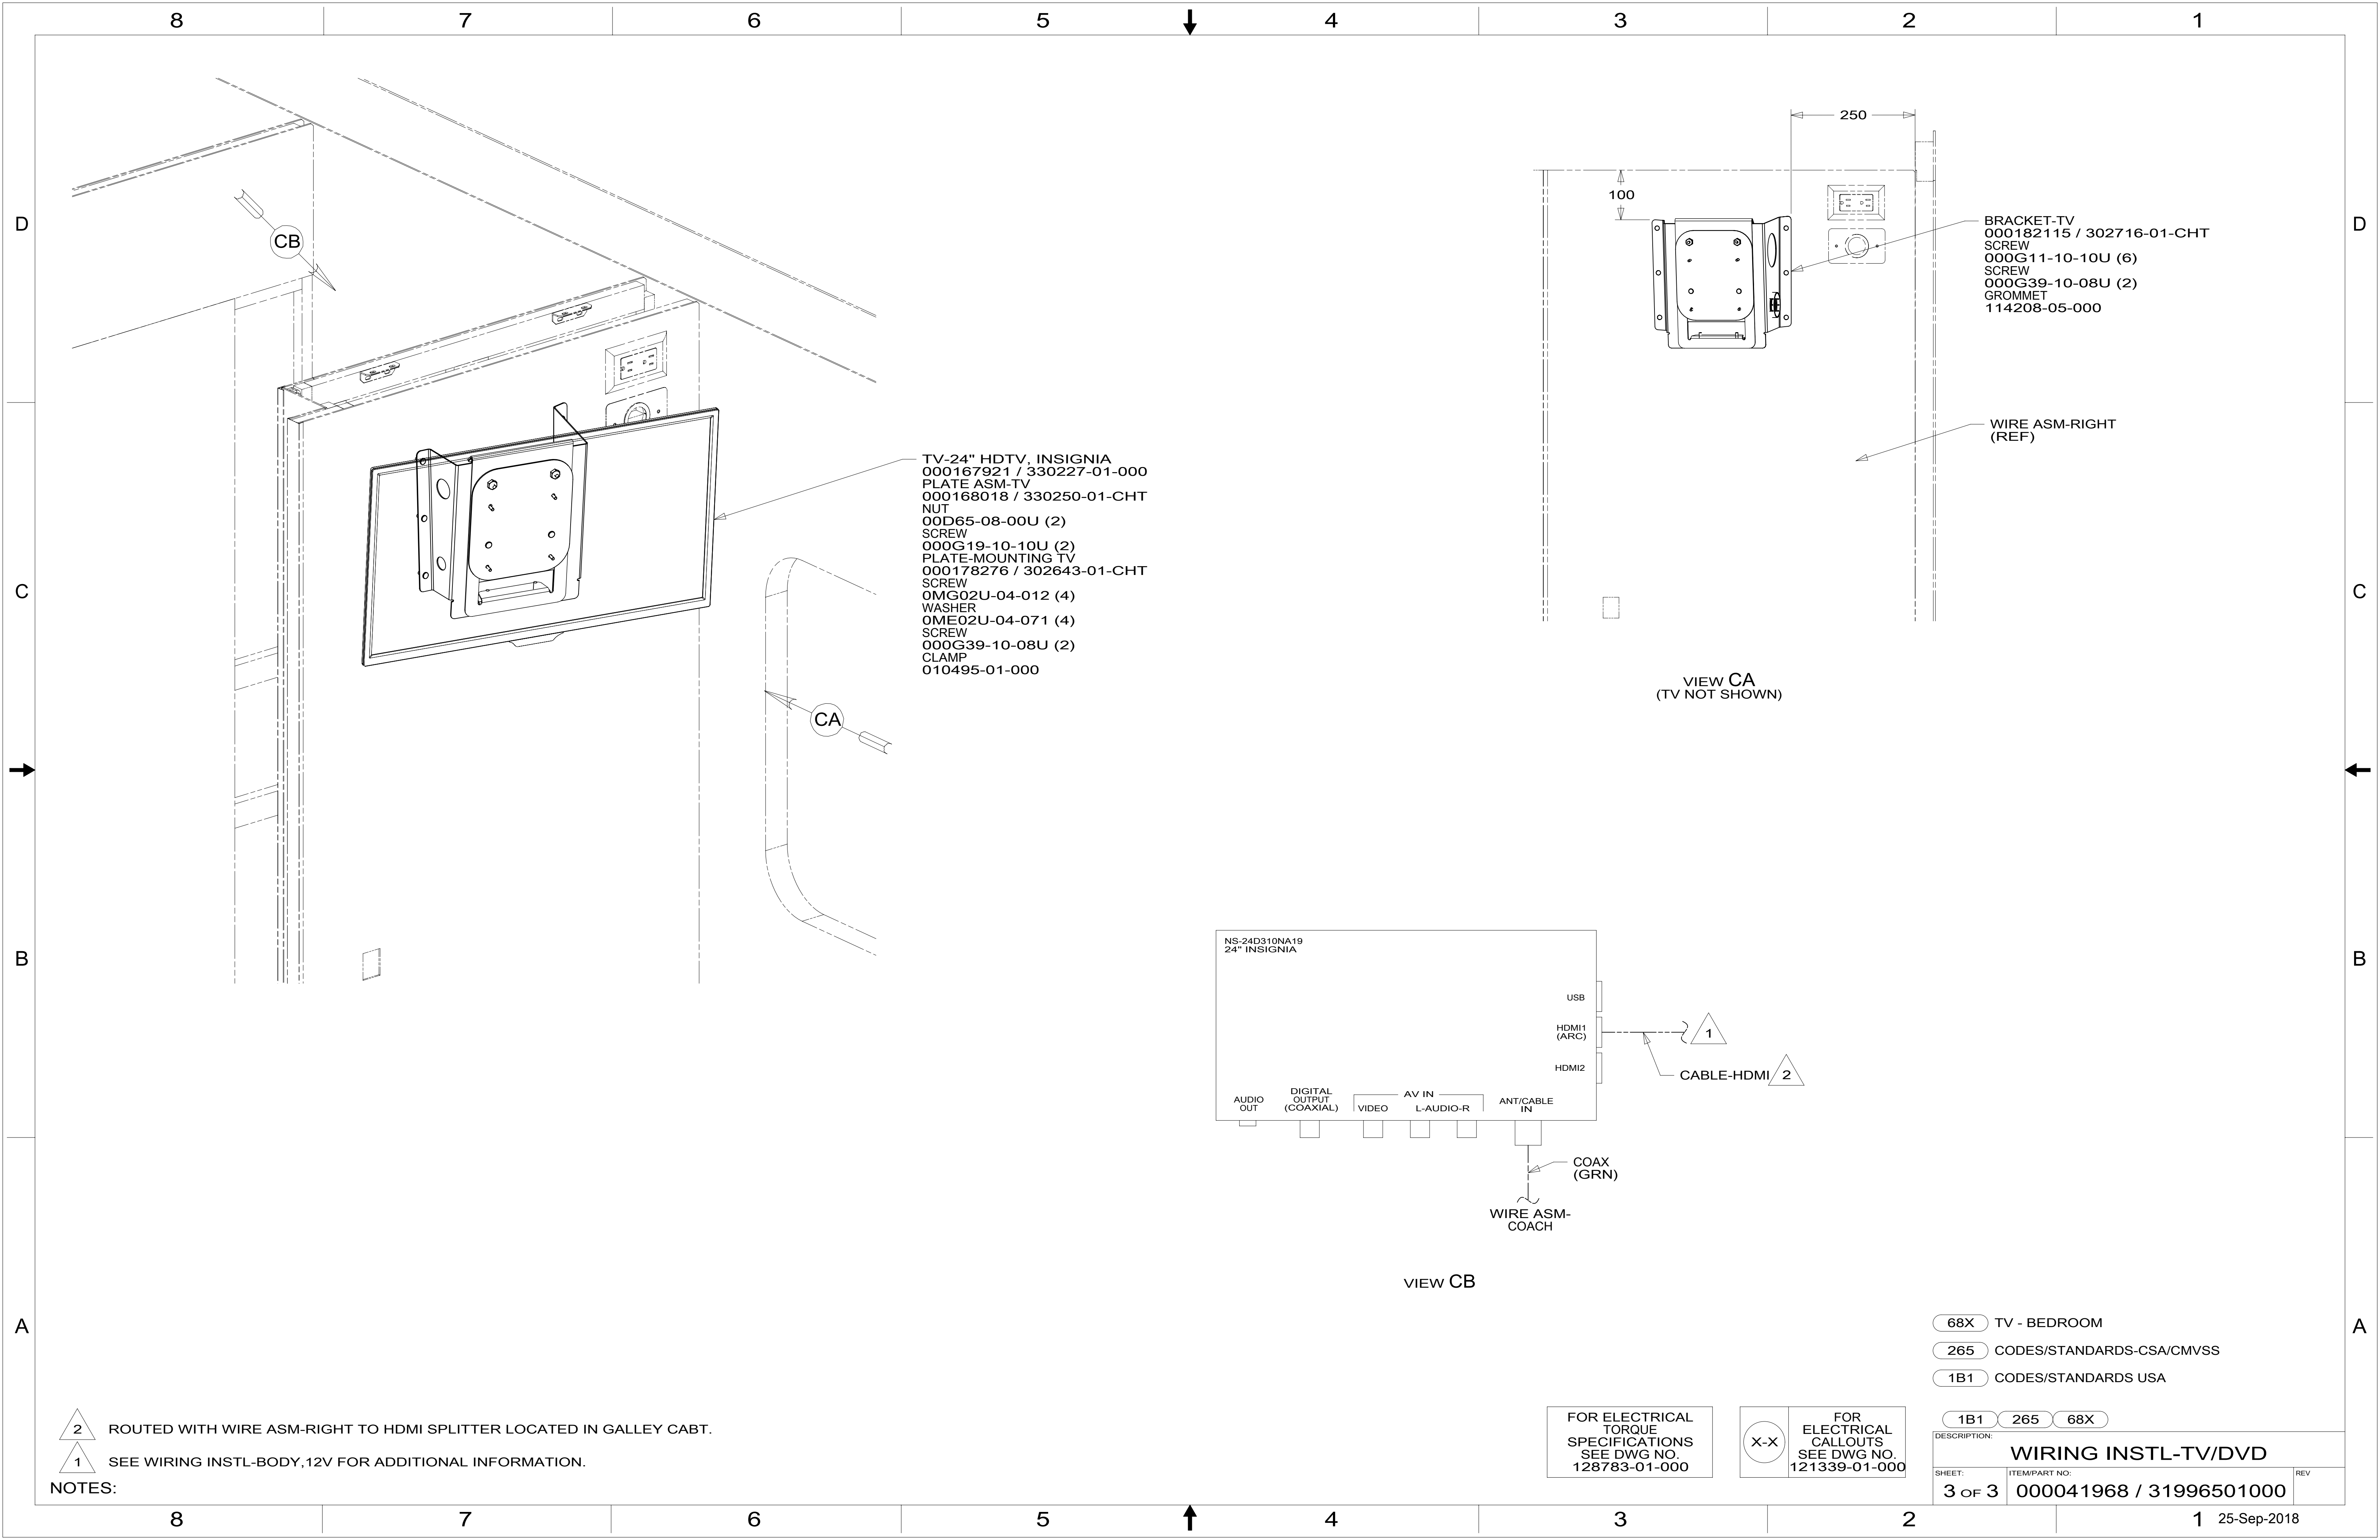 8 7 6 5 4 3 2 1
D
C
B
A
D
C
B
A
CB
TV-24" HDTV, INSIGNIA
000167921 / 330227-01-000
PLATE ASM-TV
000168018 / 330250-01-CHT
NUT
00D65-08-00U (2)
SCREW
000G19-10-10U (2)
PLATE-MOUNTING TV
000178276 / 302643-01-CHT
SCREW
0MG02U-04-012 (4)
WASHER
0ME02U-04-071 (4)
SCREW
000G39-10-08U (2)
CLAMP
010495-01-000
CA
250
100
BRACKET-TV
000182115 / 302716-01-CHT
SCREW
000G11-10-10U (6)
SCREW
000G39-10-08U (2)
GROMMET
114208-05-000
WIRE ASM-RIGHT
(REF)
VIEW CA
(TV NOT SHOWN)
NS-24D310NA19
24" INSIGNIA
USB
HDMI1
(ARC)
HDMI2
1
CABLE-HDMI 2
AUDIO
OUT
DIGITAL
OUTPUT
(COAXIAL)
AV IN
VIDEO L-AUDIO-R
ANT/CABLE
IN
COAX
(GRN)
WIRE ASM-
COACH
VIEW CB
68X TV - BEDROOM
265 CODES/STANDARDS-CSA/CMVSS
1B1 CODES/STANDARDS USA
1B1 265 68X
2 ROUTED WITH WIRE ASM-RIGHT TO HDMI SPLITTER LOCATED IN GALLEY CABT.
1 SEE WIRING INSTL-BODY,12V FOR ADDITIONAL INFORMATION.
NOTES:
FOR ELECTRICAL
TORQUE
SPECIFICATIONS
SEE DWG NO.
128783-01-000
X-X
FOR
ELECTRICAL
CALLOUTS
SEE DWG NO.
121339-01-000
DESCRIPTION:
WIRING INSTL-TV/DVD
SHEET:
3 OF 3
ITEM/PART NO:
000041968 / 31996501000
REV
8 7 6 5 4 3 2 1
25-Sep-2018